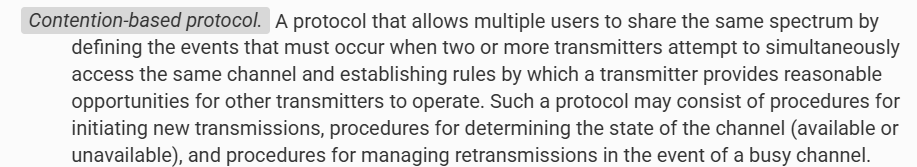 Contention-based protocol. A protocol that allows multiple users to share the same spectrum by
defining the events that must occur when two or more transmitters attempt to simultaneously
access the same channel and establishing rules by which a transmitter provides reasonable
opportunities for other transmitters to operate. Such a protocol may consist of procedures for
initiating new transmissions, procedures for determining the state of the channel (available or
unavailable), and procedures for managing retransmissions in the event of a busy channel.